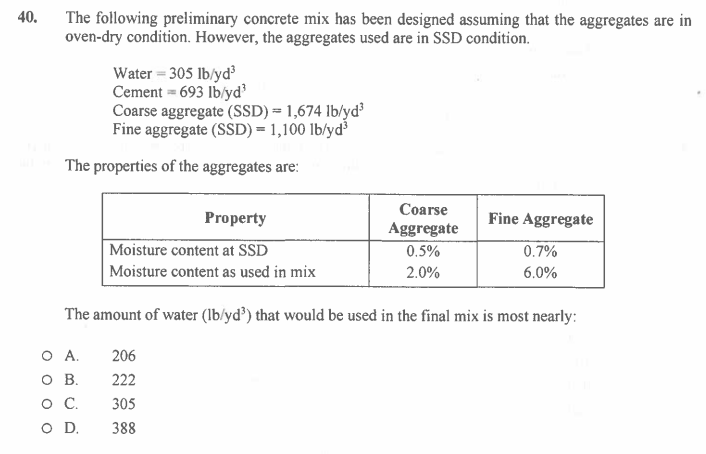 40. The following preliminary concrete mix has been designed assuming that the aggregates are in
oven-dry condition. However, the aggregates used are in SSD condition.
Water = 305 lb/yd³
Cement = 693 lb/yd³
Coarse aggregate (SSD) = 1,674 lb/yd³
Fine aggregate (SSD) = 1,100 lb/yd³
The properties of the aggregates are:
Property Coarse Aggregate Fine Aggregate
Moisture content at SSD 0.5% 0.7%
Moisture content as used in mix 2.0% 6.0%
The amount of water (lb/yd³) that would be used in the final mix is most nearly:
A. 206
B. 222
C. 305
D. 388